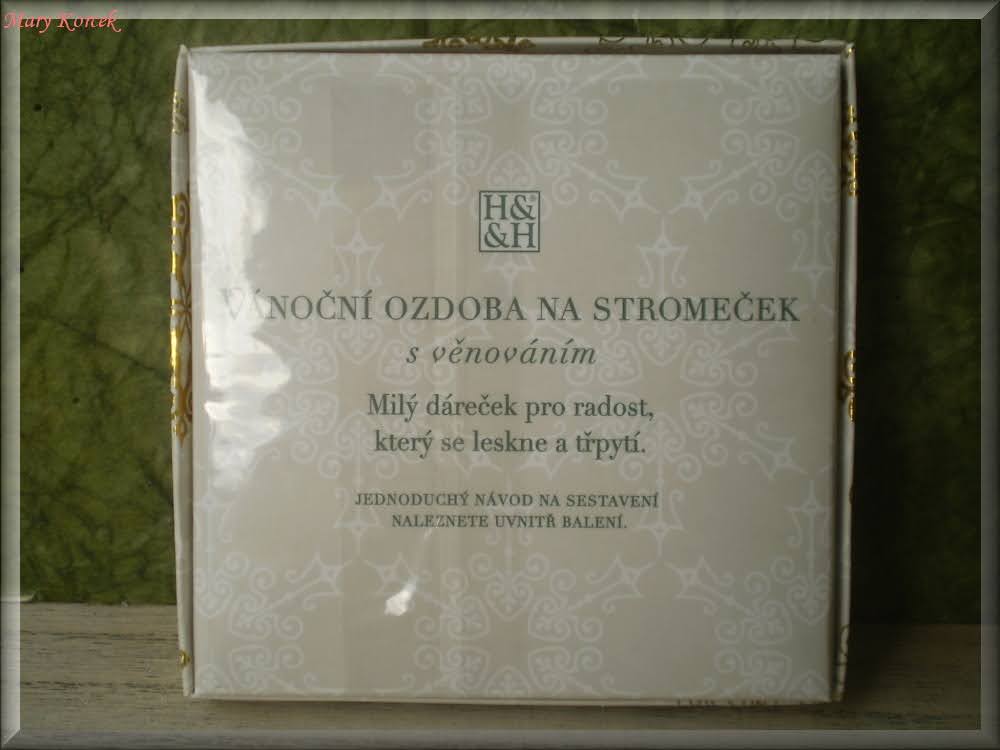 Mary Korcek
H&®
&H
VÁNOČNÍ OZDOBA NA STROMEČEK
s věnováním
Milý dáreček pro radost,
který se leskne a třpytí.
JEDNODUCHÝ NÁVOD NA SESTAVENÍ
NALEZNETE UVNITŘ BALENÍ.